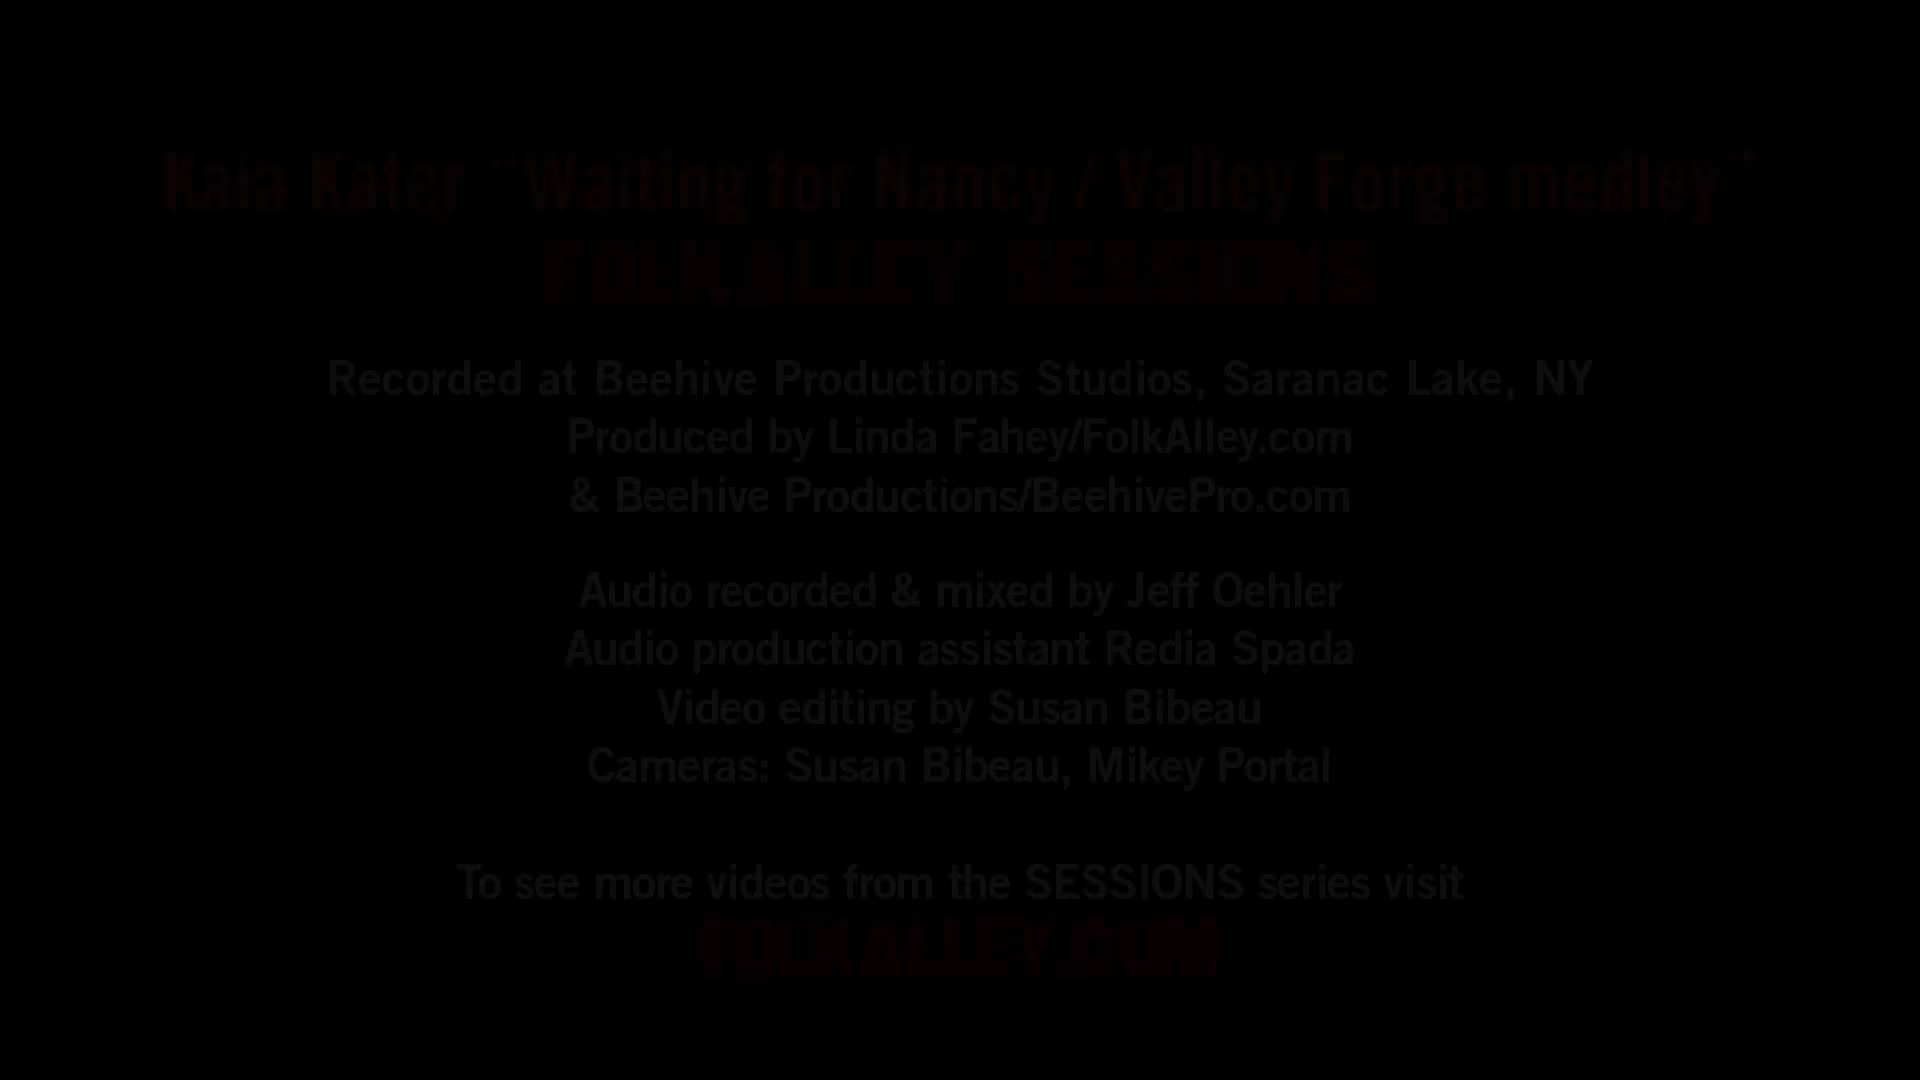 Kaia Kater "Waiting for Nancy / Valley Forge medley"
FOLK ALLEY SESSIONS
Recorded at Beehive Productions Studios, Saranac Lake, NY
Produced by Linda Fahey/FolkAlley.com
& Beehive Productions/BeehivePro.com
Audio recorded & mixed by Jeff Oehler
Audio production assistant Redia Spada
Video editing by Susan Bibeau
Cameras: Susan Bibeau, Mikey Portal
To see more videos from the SESSIONS series visit
FOLKALLEY.COM